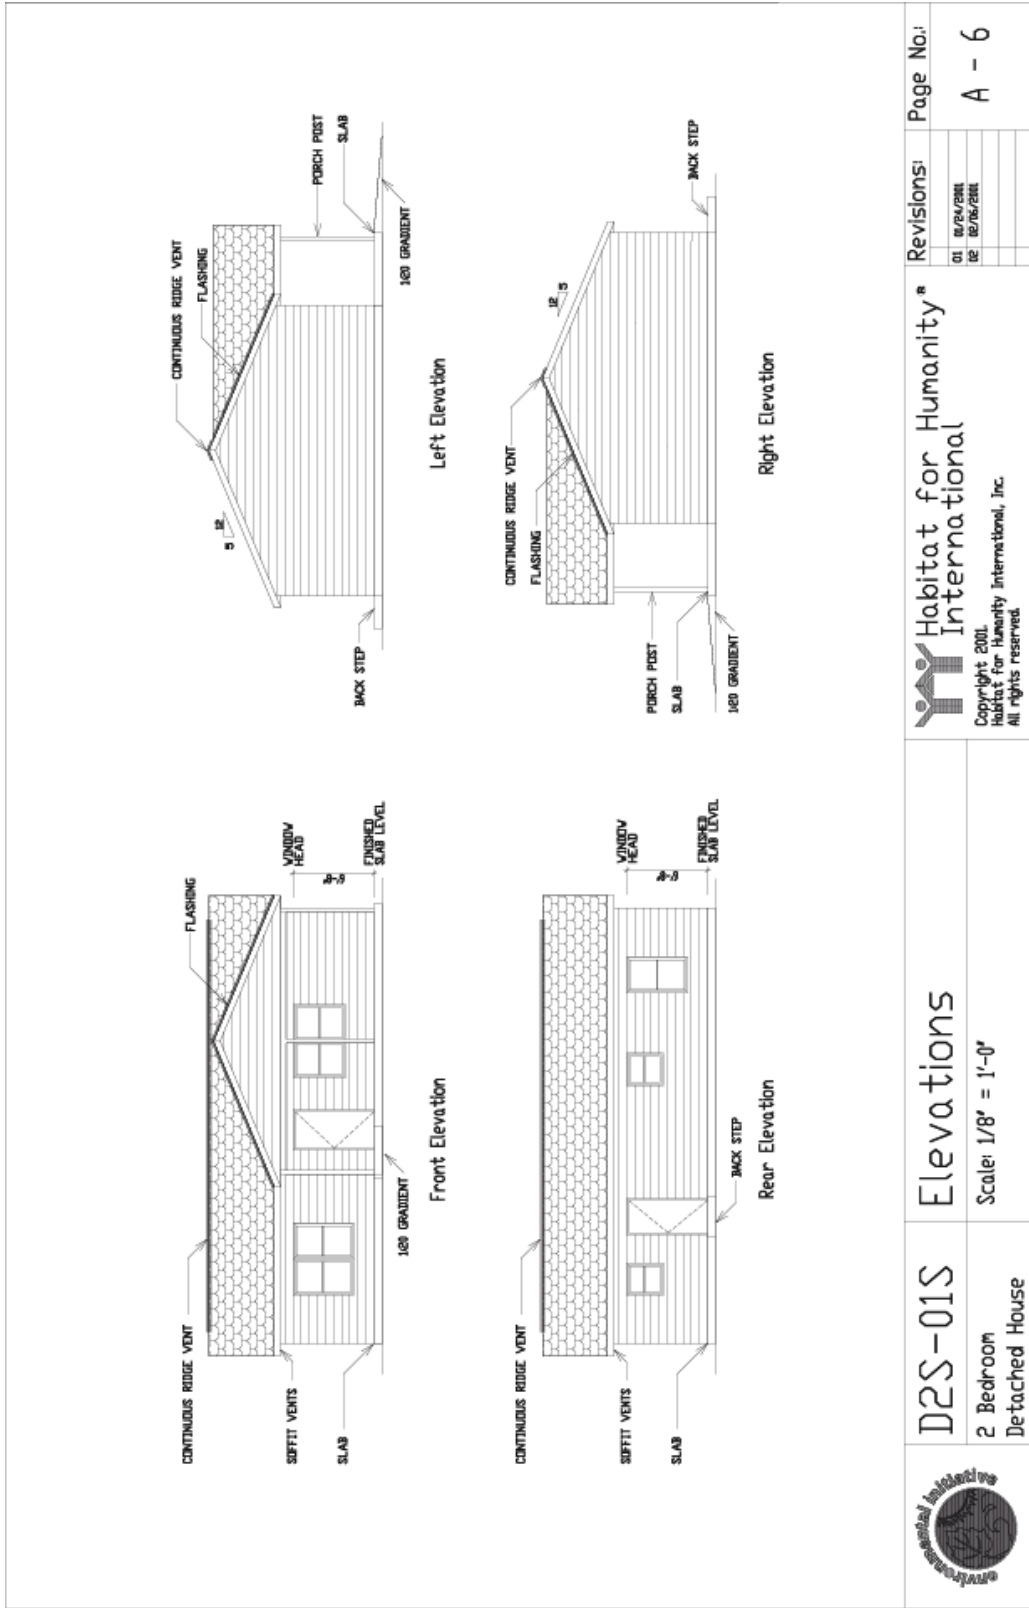 CONTINUOUS RIDGE VENT
FLASHING
SOFFIT VENTS
SLAB
WINDOW
HEAD
6'-8"
FINISHED
SLAB LEVEL
1:20 GRADIENT
Front Elevation
CONTINUOUS RIDGE VENT
FLASHING
12
5
BACK STEP
PORCH POST
SLAB
1:20 GRADIENT
Left Elevation
CONTINUOUS RIDGE VENT
SOFFIT VENTS
SLAB
WINDOW
HEAD
6'-8"
FINISHED
SLAB LEVEL
BACK STEP
Rear Elevation
CONTINUOUS RIDGE VENT
FLASHING
12
5
PORCH POST
SLAB
1:20 GRADIENT
BACK STEP
Right Elevation
environmental initiative
D2S-01S
2 Bedroom
Detached House
Elevations
Scale: 1/8" = 1'-0"
Habitat for Humanity®
International
Copyright 2001.
Habitat for Humanity International, Inc.
All rights reserved.
Revisions:
01 01/24/2001
02 02/06/2001
Page No.:
A - 6